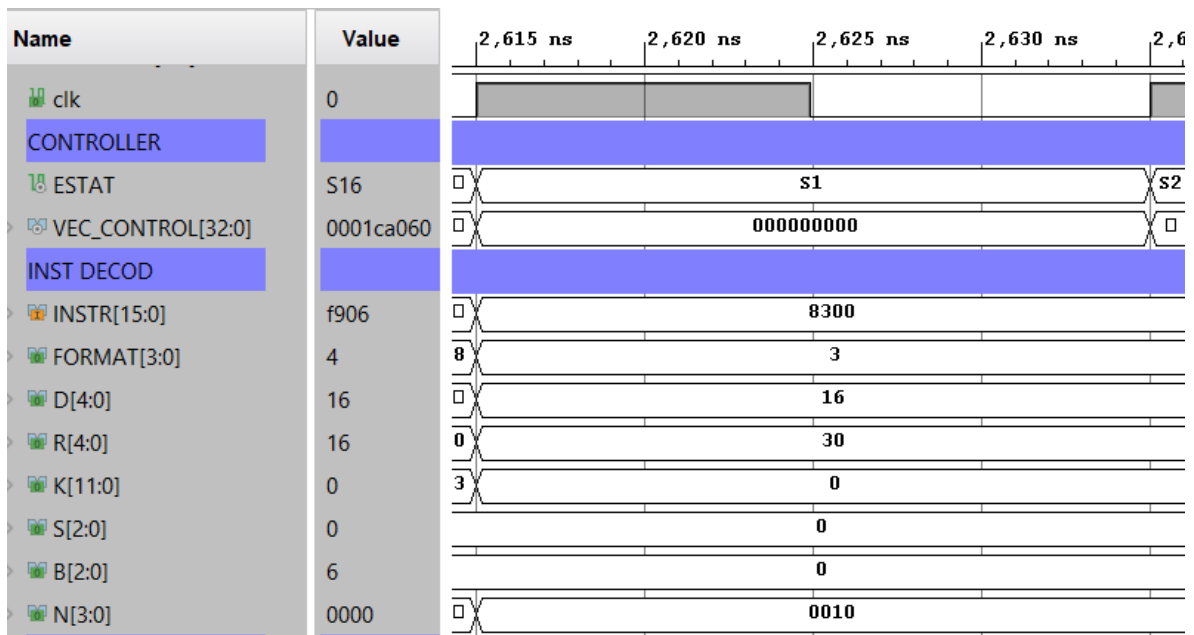 Name Value 2,615 ns 2,620 ns 2,625 ns 2,630 ns 2,6
clk 0
CONTROLLER
ESTAT S16 S1 S2
VEC_CONTROL[32:0] 0001ca060 000000000
INST DECOD
INSTR[15:0] f906 8300
FORMAT[3:0] 4 8 3
D[4:0] 16 16
R[4:0] 16 0 30
K[11:0] 0 3 0
S[2:0] 0 0
B[2:0] 6 0
N[3:0] 0000 0010